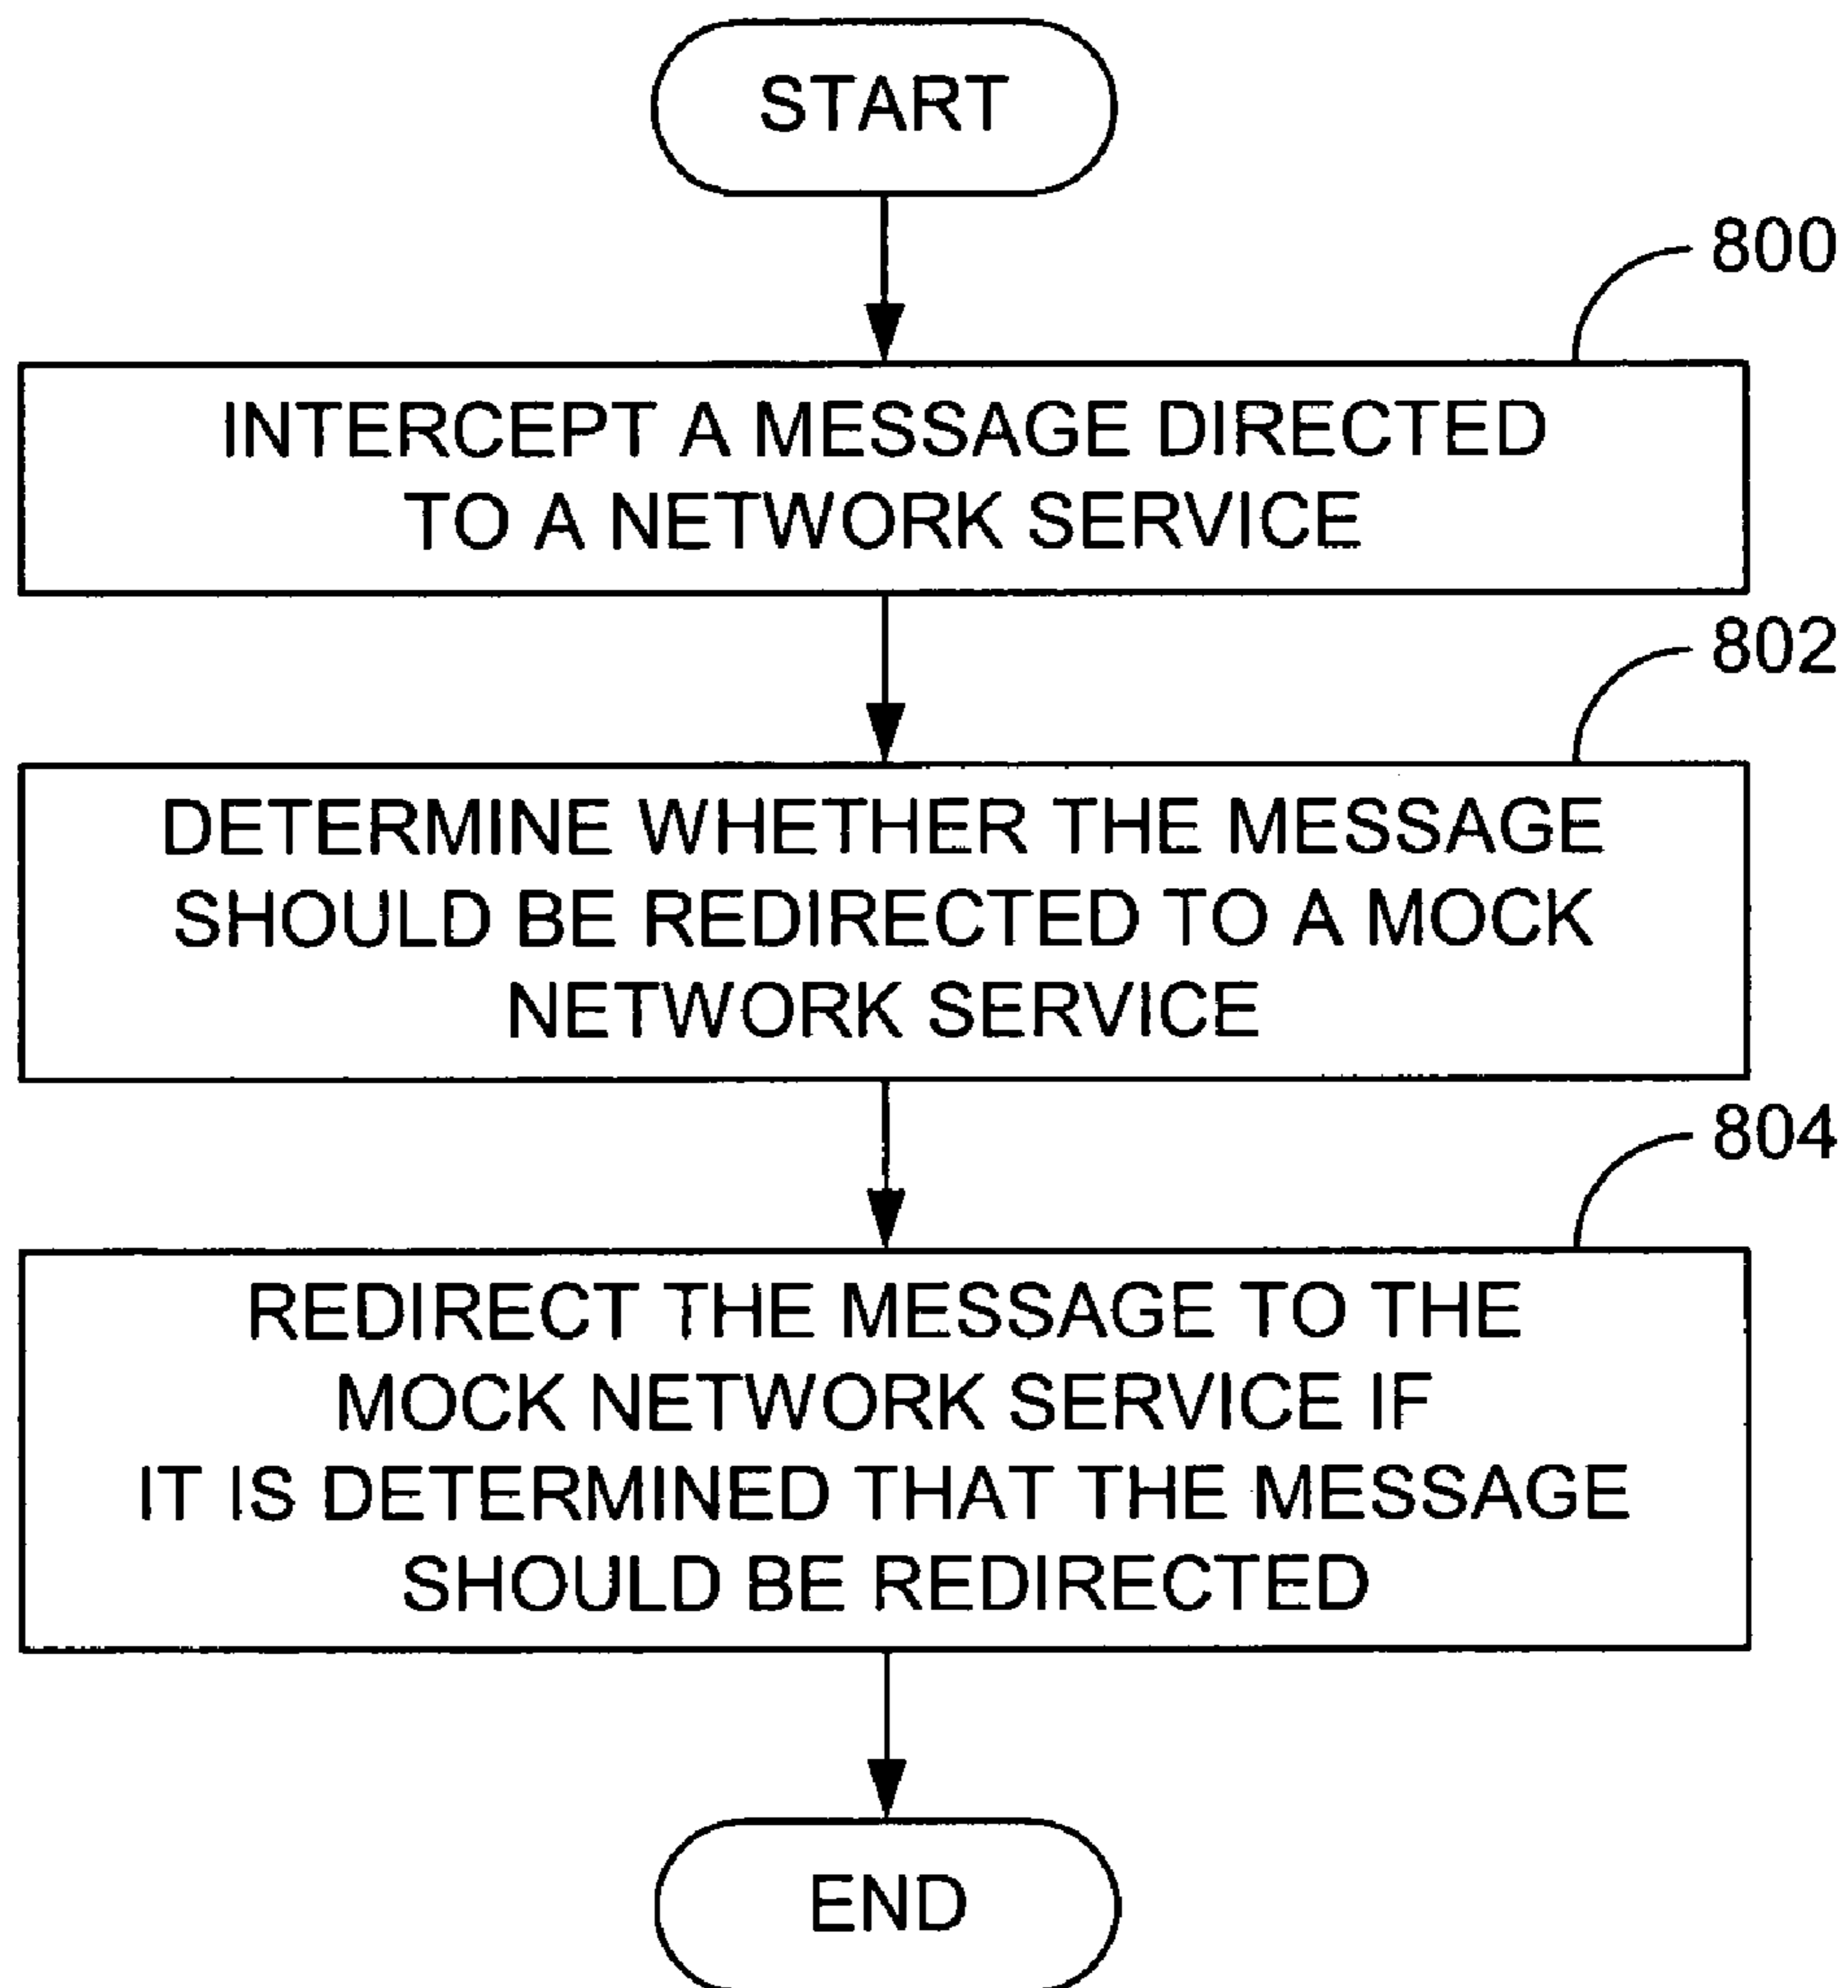 START
800
INTERCEPT A MESSAGE DIRECTED
TO A NETWORK SERVICE
802
DETERMINE WHETHER THE MESSAGE
SHOULD BE REDIRECTED TO A MOCK
NETWORK SERVICE
804
REDIRECT THE MESSAGE TO THE
MOCK NETWORK SERVICE IF
IT IS DETERMINED THAT THE MESSAGE
SHOULD BE REDIRECTED
END